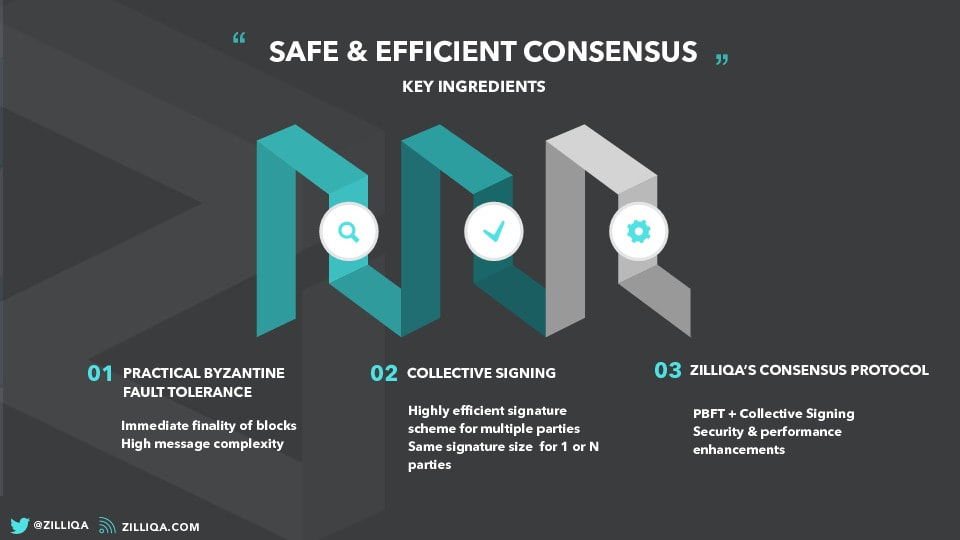 “ SAFE & EFFICIENT CONSENSUS ”
KEY INGREDIENTS
01 PRACTICAL BYZANTINE
FAULT TOLERANCE
Immediate finality of blocks
High message complexity
02 COLLECTIVE SIGNING
Highly efficient signature
scheme for multiple parties
Same signature size for 1 or N
parties
03 ZILLIQA’S CONSENSUS PROTOCOL
PBFT + Collective Signing
Security & performance
enhancements
@ZILLIQA ZILLIQA.COM